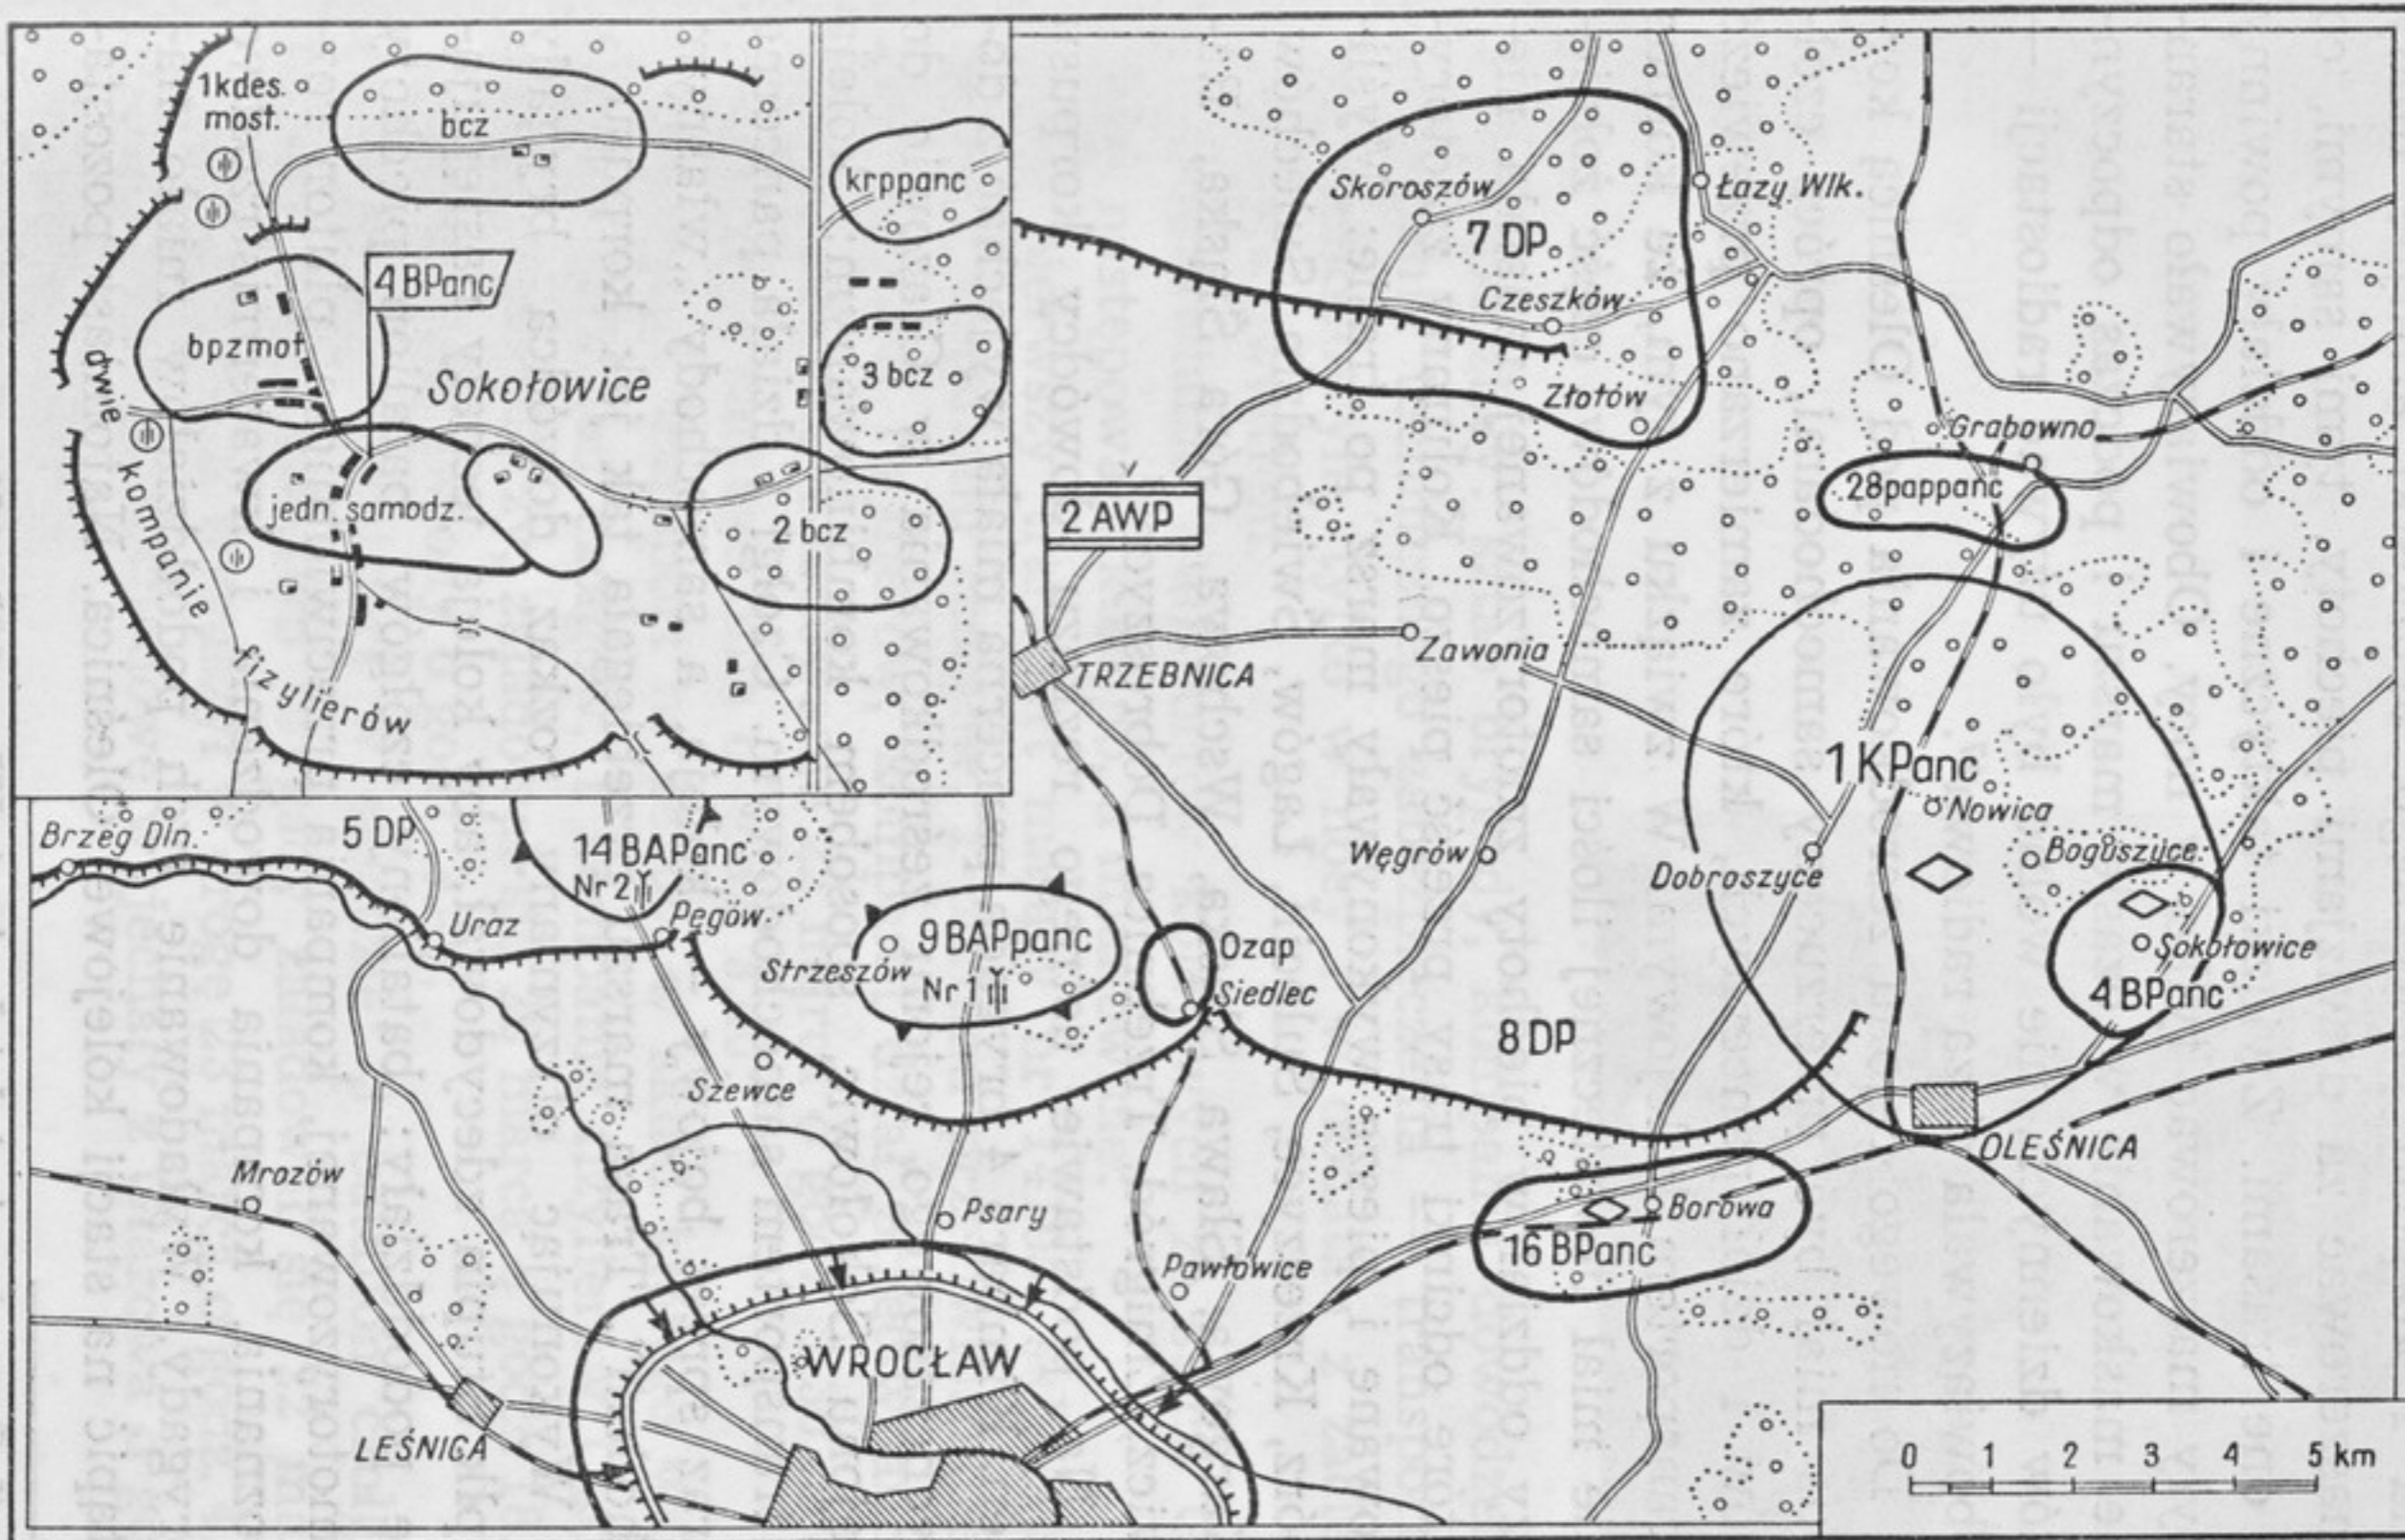 1kdes.
most.
bcz
krppanc
4 BPanc
bpzmot
Sokołowice
3 bcz
dwie
kompanie
fizylierów
jedn. samodz.
2 bcz
Skoroszów
Łazy Wlk.
7 DP
Czeszków
Złotów
Grabowno
28pappanc
2 AWP
TRZEBNICA
Zawonia
1 KPanc
Nowica
Węgrów
Dobroszyce
Boguszyce
Sokołowice
4 BPanc
Brzeg Dln.
5 DP
14 BAPanc
Nr 2
Uraz
Pęgów
9 BAPpanc
Strzeszów
Nr 1
Ozap
Siedlec
8 DP
Szewce
OLEŚNICA
Mrozów
Psary
Borowa
16 BPanc
Pawłowice
WROCŁAW
LEŚNICA
0 1 2 3 4 5 km